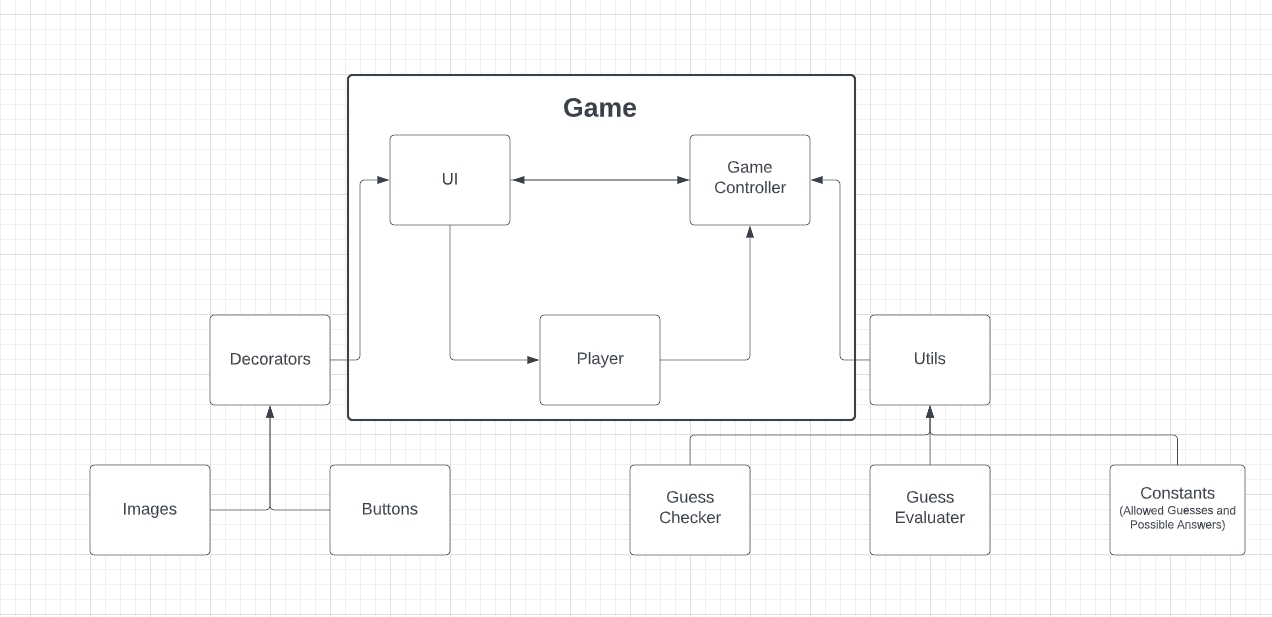 Game
UI
Game
Controller
Decorators
Player
Utils
Images
Buttons
Guess
Checker
Guess
Evaluater
Constants
(Allowed Guesses and
Possible Answers)